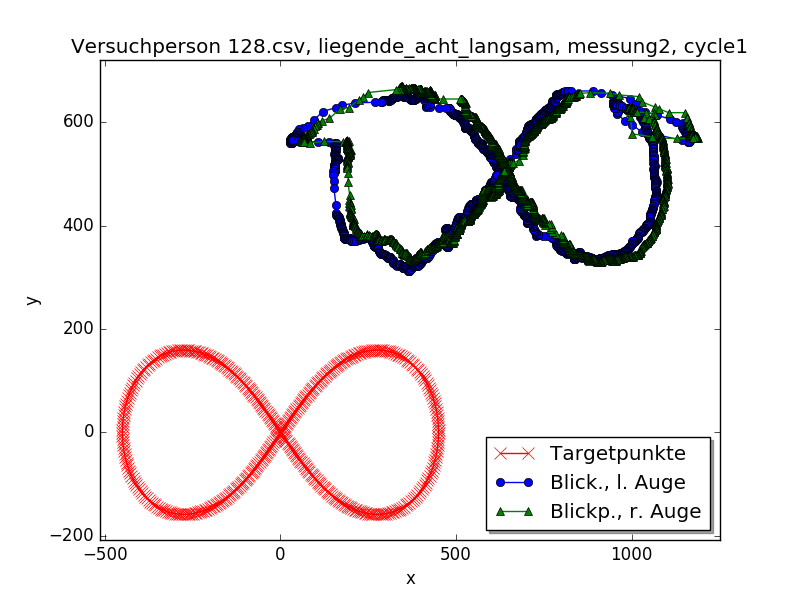 Versuchperson 128.csv, liegende_acht_langsam, messung2, cycle1
600
400
y
200
0
−200
−500
0
500
1000
x
Targetpunkte
Blick., l. Auge
Blickp., r. Auge